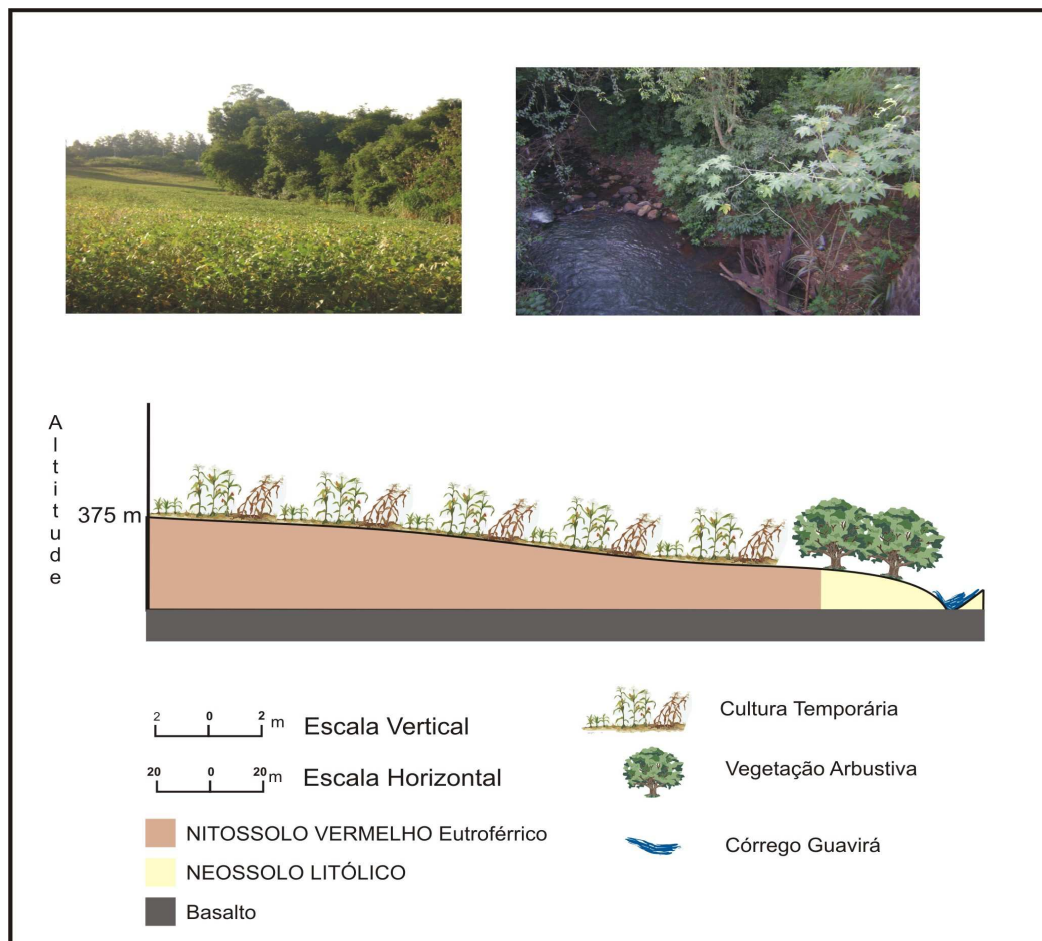 Altitude
375 m
2 0 2 m Escala Vertical
20 0 20 m Escala Horizontal
NITOSSOLO VERMELHO Eutroférrico
NEOSSOLO LITÓLICO
Basalto
Cultura Temporária
Vegetação Arbustiva
Córrego Guavirá